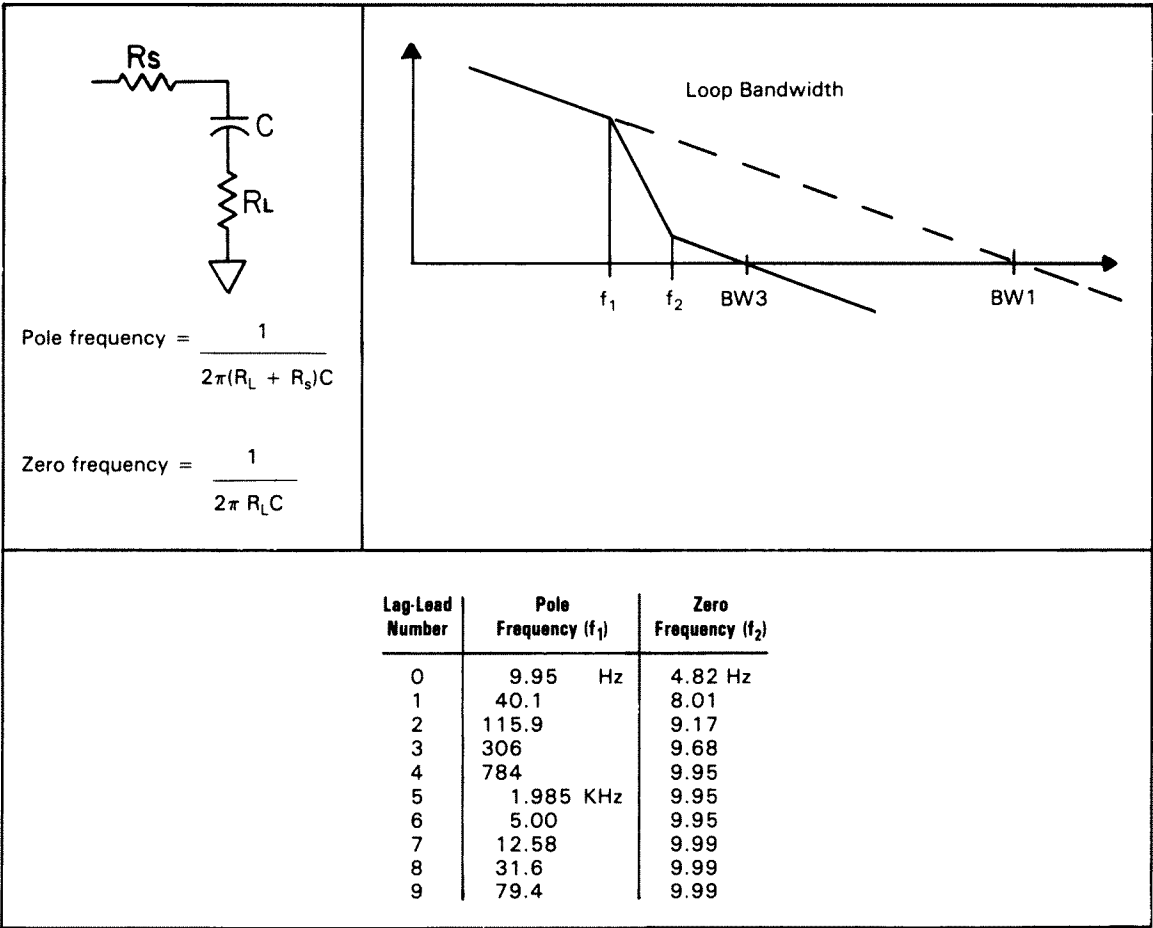 Rs
C
RL
Pole frequency = 1
2π(RL + Rs)C
Zero frequency = 1
2π RLC
Loop Bandwidth
f1 f2 BW3 BW1
Lag-Lead Number Pole Frequency (f1) Zero Frequency (f2)
0 9.95 Hz 4.82 Hz
1 40.1 8.01
2 115.9 9.17
3 306 9.68
4 784 9.95
5 1.985 KHz 9.95
6 5.00 9.95
7 12.58 9.99
8 31.6 9.99
9 79.4 9.99